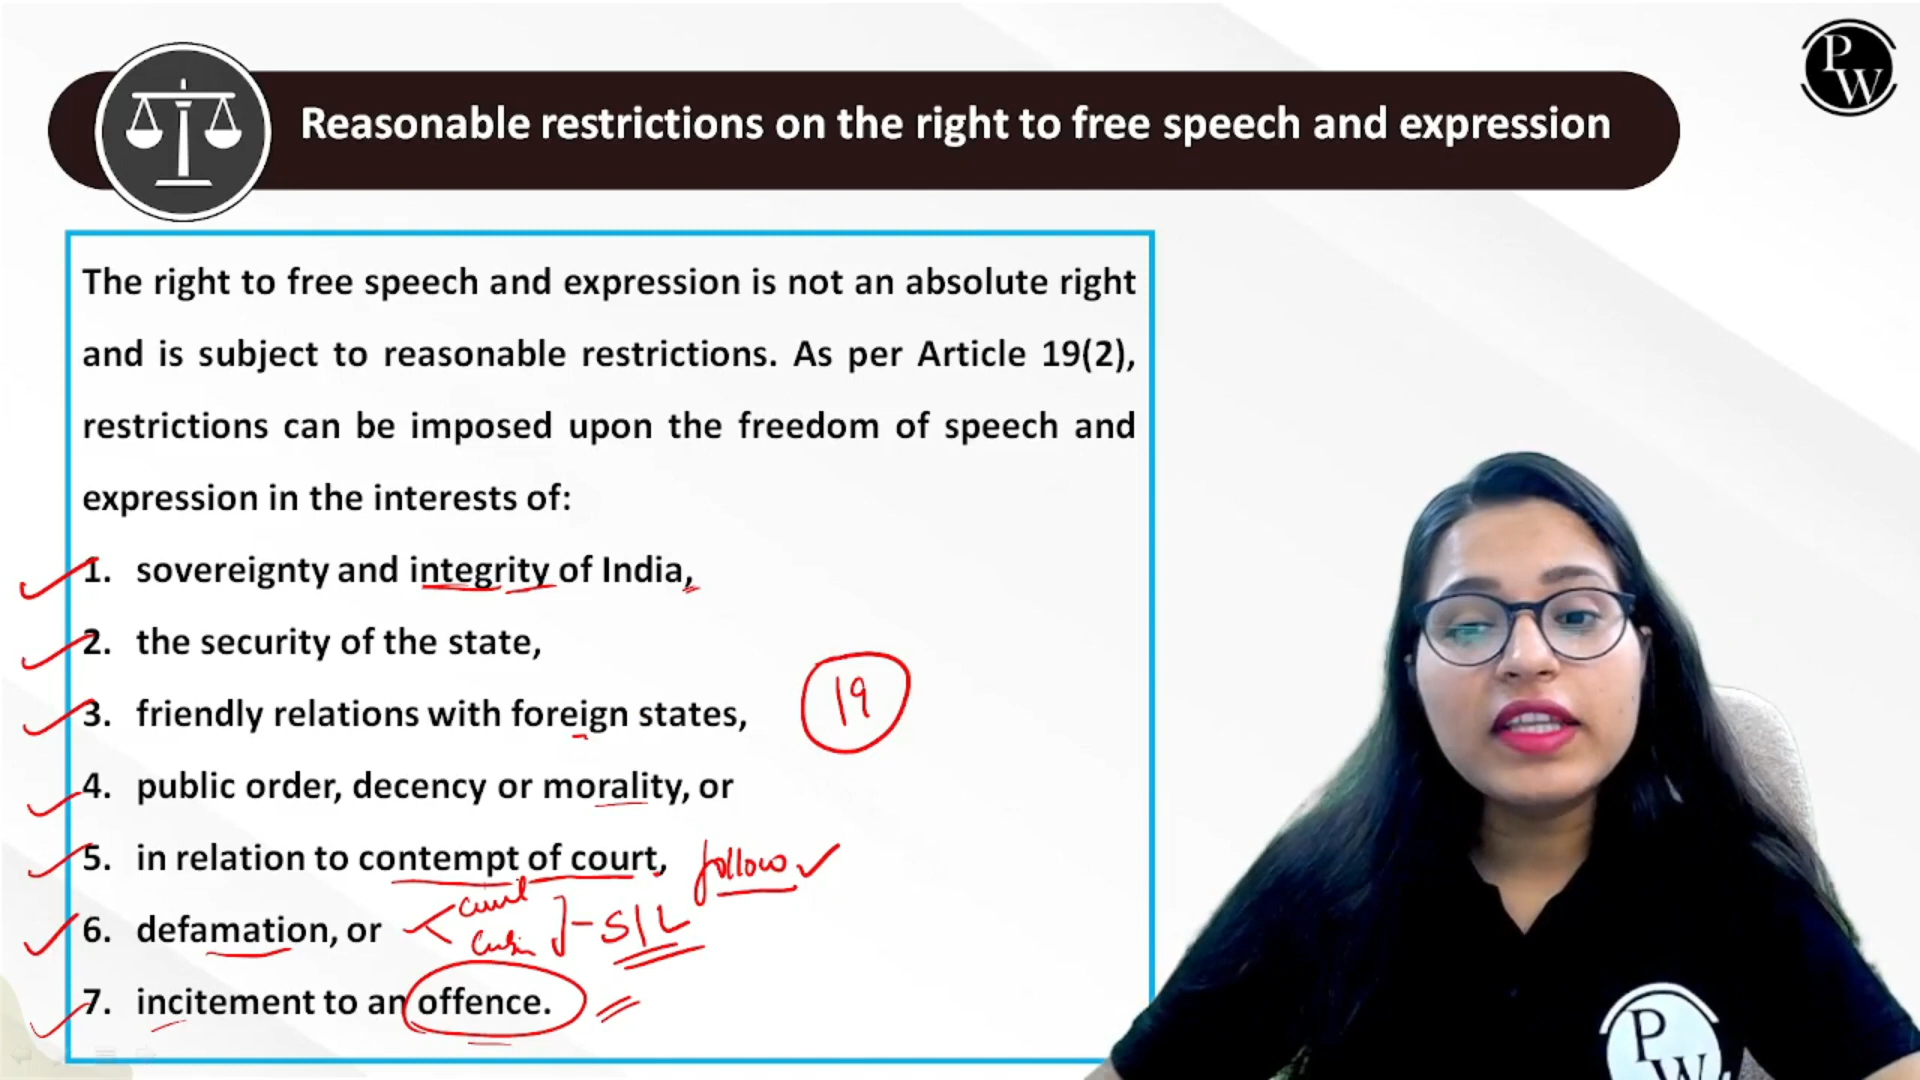 PW
Reasonable restrictions on the right to free speech and expression
The right to free speech and expression is not an absolute right
and is subject to reasonable restrictions. As per Article 19(2),
restrictions can be imposed upon the freedom of speech and
expression in the interests of:
1. sovereignty and integrity of India,
2. the security of the state,
3. friendly relations with foreign states,
19
4. public order, decency or morality, or
5. in relation to contempt of court, follow
6. defamation, or
7. incitement to an offence.
PW